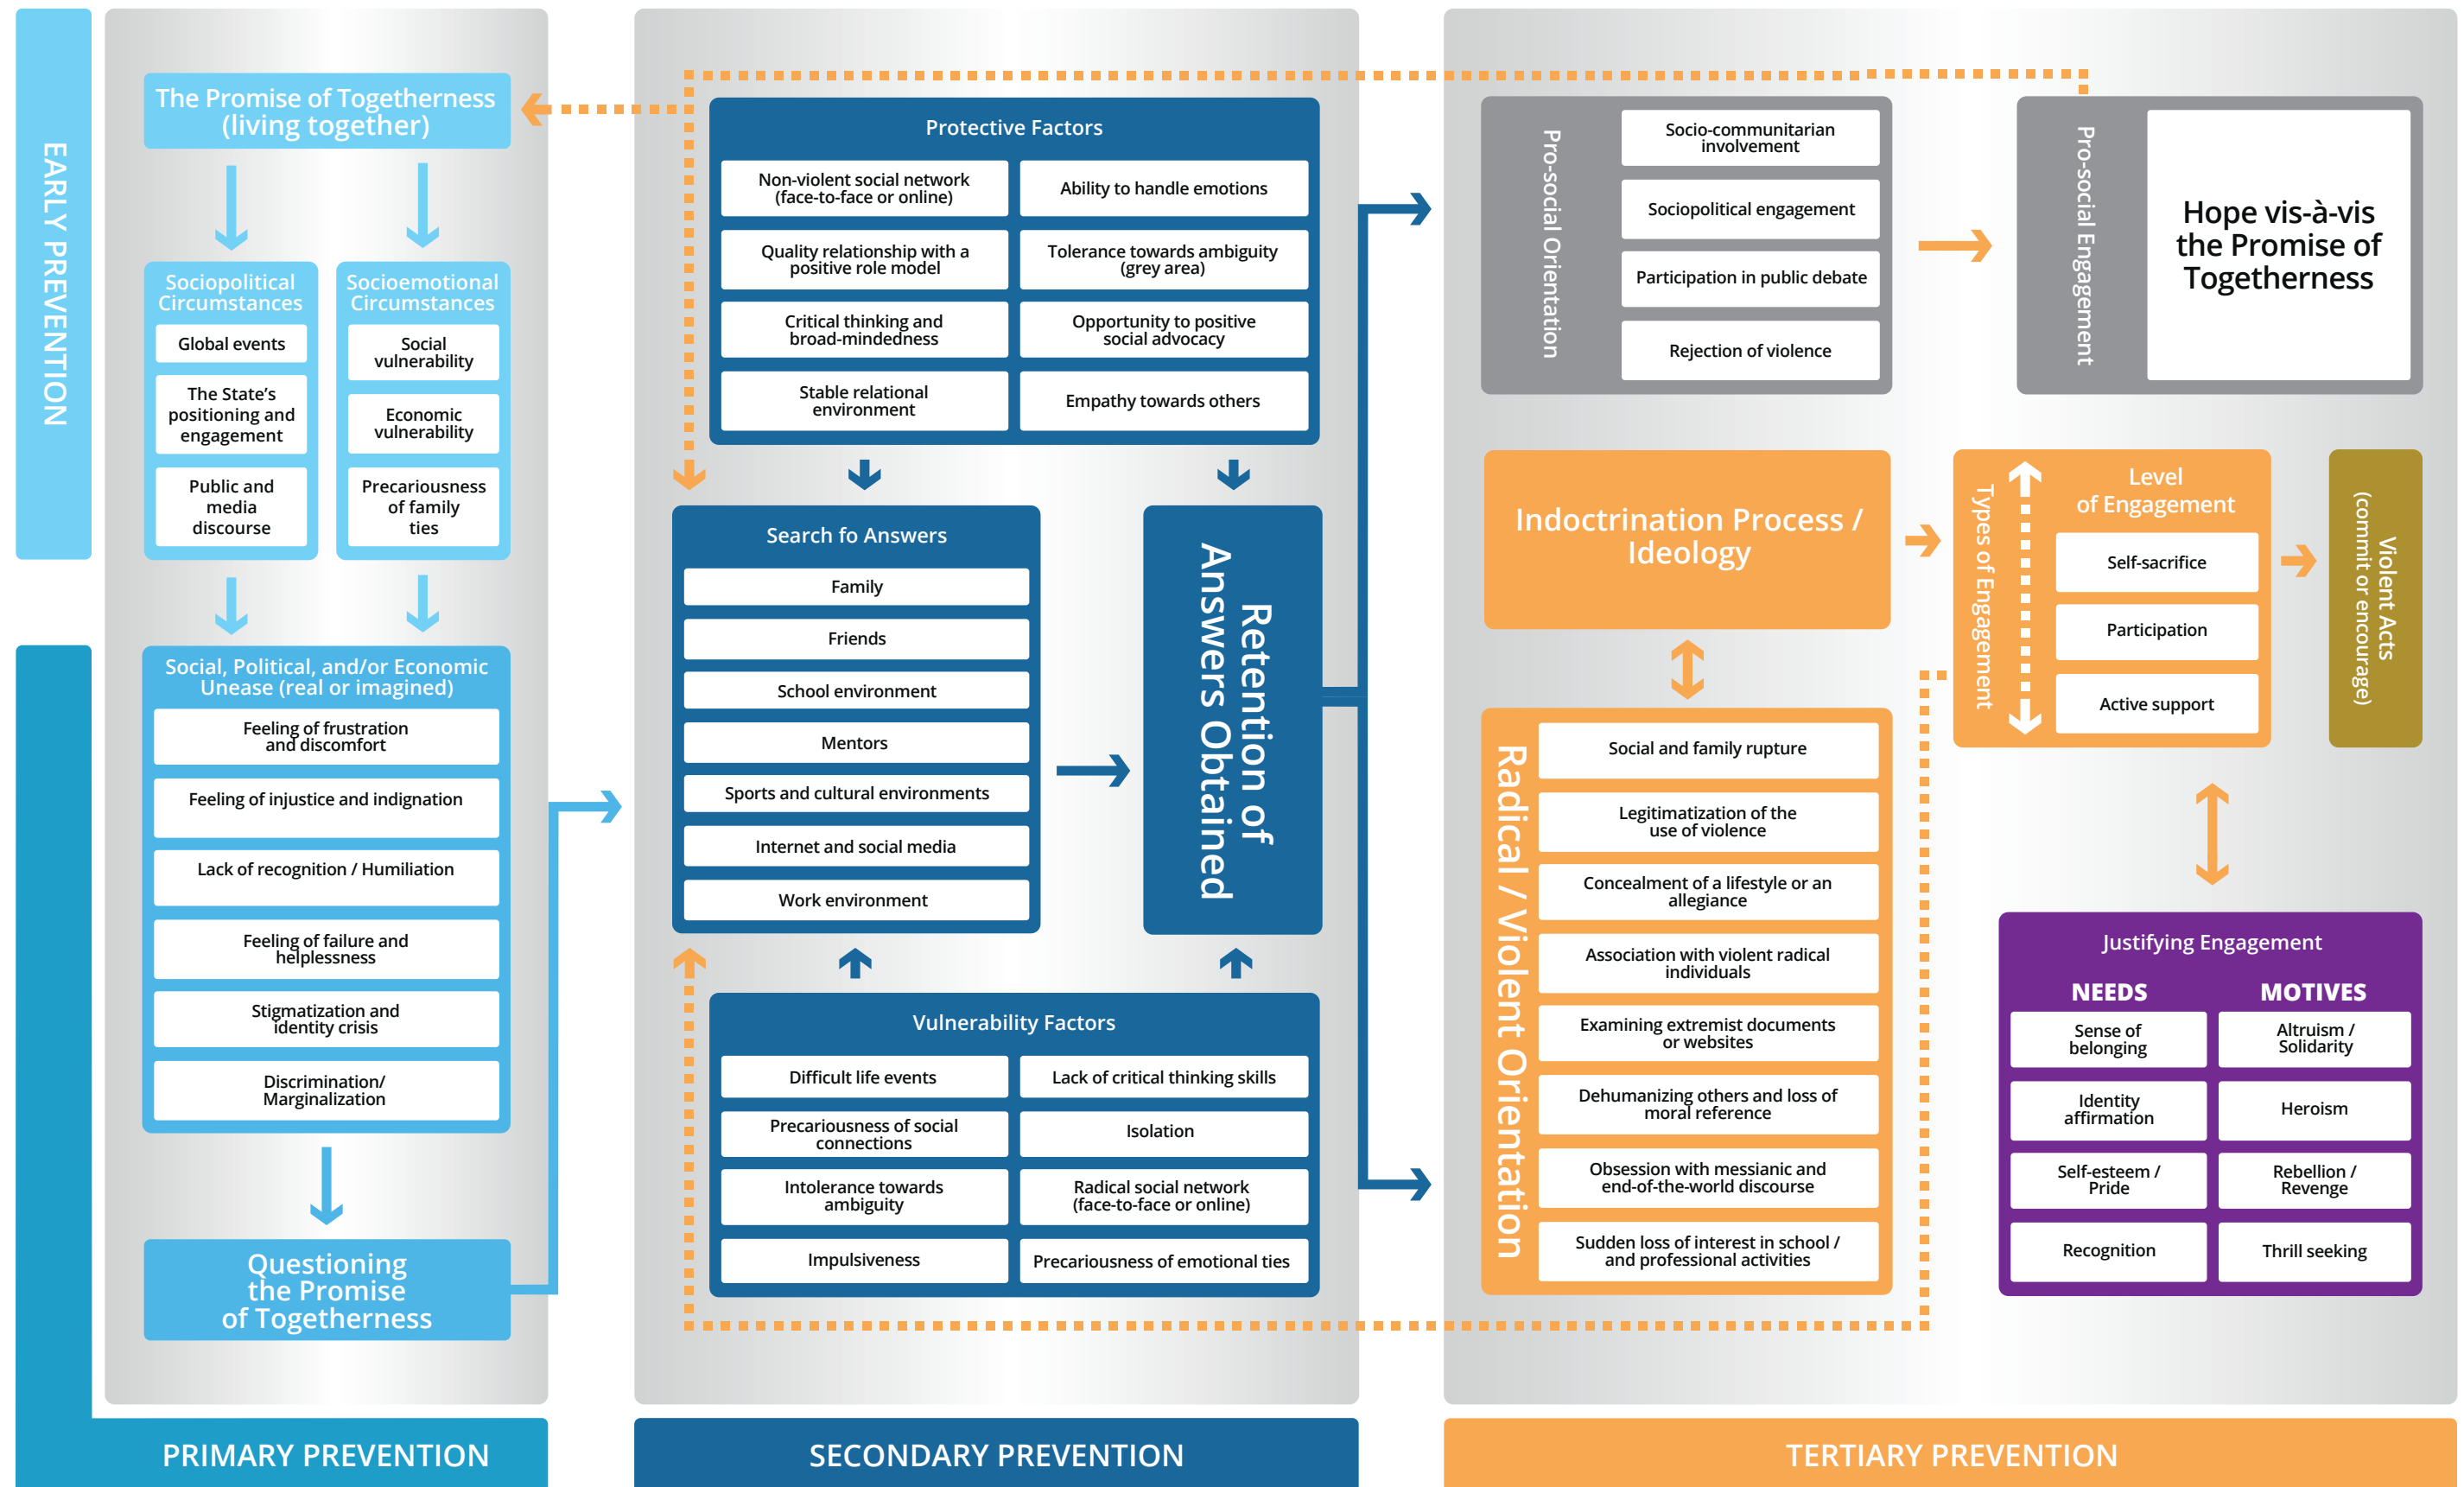 EARLY PREVENTION
The Promise of Togetherness
(living together)
Sociopolitical
Circumstances
Global events
The State's
positioning and
engagement
Public and
media
discourse
Socioemotional
Circumstances
Social
vulnerability
Economic
vulnerability
Precariousness
of family
ties
Social, Political, and/or Economic
Unease (real or imagined)
Feeling of frustration
and discomfort
Feeling of injustice and indignation
Lack of recognition / Humiliation
Feeling of failure and
helplessness
Stigmatization and
identity crisis
Discrimination/
Marginalization
Questioning
the Promise
of Togetherness
PRIMARY PREVENTION
Protective Factors
Non-violent social network
(face-to-face or online)
Ability to handle emotions
Quality relationship with a
positive role model
Tolerance towards ambiguity
(grey area)
Critical thinking and
broad-mindedness
Opportunity to positive
social advocacy
Stable relational
environment
Empathy towards others
Search fo Answers
Family
Friends
School environment
Mentors
Sports and cultural environments
Internet and social media
Work environment
Retention of
Answers Obtained
Vulnerability Factors
Difficult life events
Lack of critical thinking skills
Precariousness of social
connections
Isolation
Intolerance towards
ambiguity
Radical social network
(face-to-face or online)
Impulsiveness
Precariousness of emotional ties
SECONDARY PREVENTION
Pro-social Orientation
Socio-communitarian
involvement
Sociopolitical engagement
Participation in public debate
Rejection of violence
Pro-social Engagement
Hope vis-à-vis
the Promise of
Togetherness
Indoctrination Process /
Ideology
Types of Engagement
Level
of Engagement
Self-sacrifice
Participation
Active support
Violent Acts
(commit or encourage)
Radical / Violent Orientation
Social and family rupture
Legitimatization of the
use of violence
Concealment of a lifestyle or an
allegiance
Association with violent radical
individuals
Examining extremist documents
or websites
Dehumanizing others and loss of
moral reference
Obsession with messianic and
end-of-the-world discourse
Sudden loss of interest in school /
and professional activities
Justifying Engagement
NEEDS
MOTIVES
Sense of
belonging
Altruism /
Solidarity
Identity
affirmation
Heroism
Self-esteem /
Pride
Rebellion /
Revenge
Recognition
Thrill seeking
TERTIARY PREVENTION